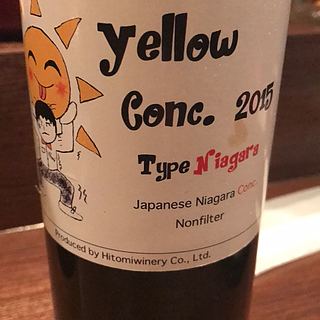 Yellow
Conc. 2015
Type Niagara
Japanese Niagara Conc.
Nonfilter
Produced by Hitomiwinery Co., Ltd.